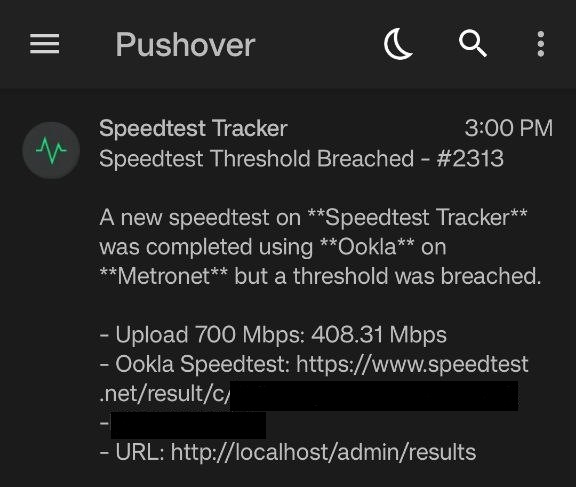 Pushover
Speedtest Tracker 3:00 PM
Speedtest Threshold Breached - #2313
A new speedtest on **Speedtest Tracker**
was completed using **Ookla** on
**Metronet** but a threshold was breached.
- Upload 700 Mbps: 408.31 Mbps
- Ookla Speedtest: https://www.speedtest
.net/result/c/
-
- URL: http://localhost/admin/results